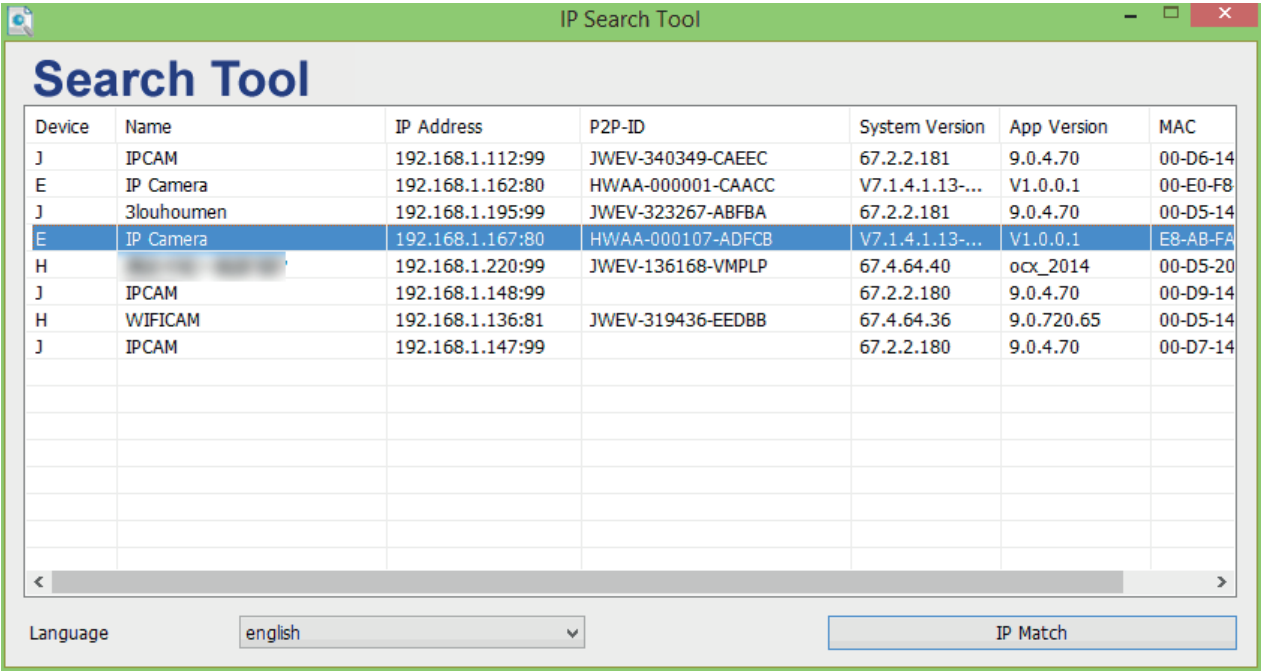 IP Search Tool
Search Tool
Device Name IP Address P2P-ID System Version App Version MAC
J IPCAM 192.168.1.112:99 JWEV-340349-CAEEC 67.2.2.181 9.0.4.70 00-D6-14
E IP Camera 192.168.1.162:80 HWAA-000001-CAACC V7.1.4.1.13-... V1.0.0.1 00-E0-F8
J 3louhoumen 192.168.1.195:99 JWEV-323267-ABFBA 67.2.2.181 9.0.4.70 00-D5-14
E IP Camera 192.168.1.167:80 HWAA-000107-ADFCB V7.1.4.1.13-... V1.0.0.1 E8-AB-FA
H 192.168.1.220:99 JWEV-136168-VMPLP 67.4.64.40 ocx_2014 00-D5-20
J IPCAM 192.168.1.148:99 67.2.2.180 9.0.4.70 00-D9-14
H WIFICAM 192.168.1.136:81 JWEV-319436-EEDBB 67.4.64.36 9.0.720.65 00-D5-14
J IPCAM 192.168.1.147:99 67.2.2.180 9.0.4.70 00-D7-14
Language english IP Match